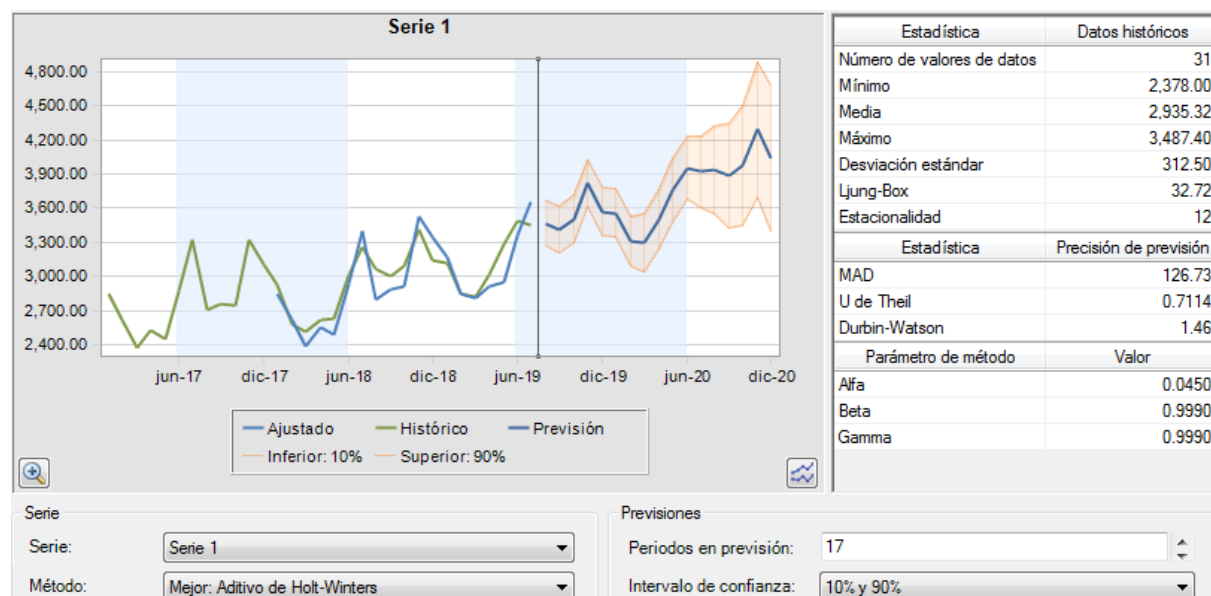 Serie 1
4,800.00
4,500.00
4,200.00
3,900.00
3,600.00
3,300.00
3,000.00
2,700.00
2,400.00
jun-17 dic-17 jun-18 dic-18 jun-19 dic-19 jun-20 dic-20
Ajustado Histórico Previsión
Inferior: 10% Superior: 90%
Estadística Datos históricos
Número de valores de datos 31
Mínimo 2,378.00
Media 2,935.32
Máximo 3,487.40
Desviación estándar 312.50
Ljung-Box 32.72
Estacionalidad 12
Estadística Precisión de previsión
MAD 126.73
U de Theil 0.7114
Durbin-Watson 1.46
Parámetro de método Valor
Alfa 0.0450
Beta 0.9990
Gamma 0.9990
Serie
Serie: Serie 1
Método: Mejor: Aditivo de Holt-Winters
Previsiones
Periodos en previsión: 17
Intervalo de confianza: 10% y 90%